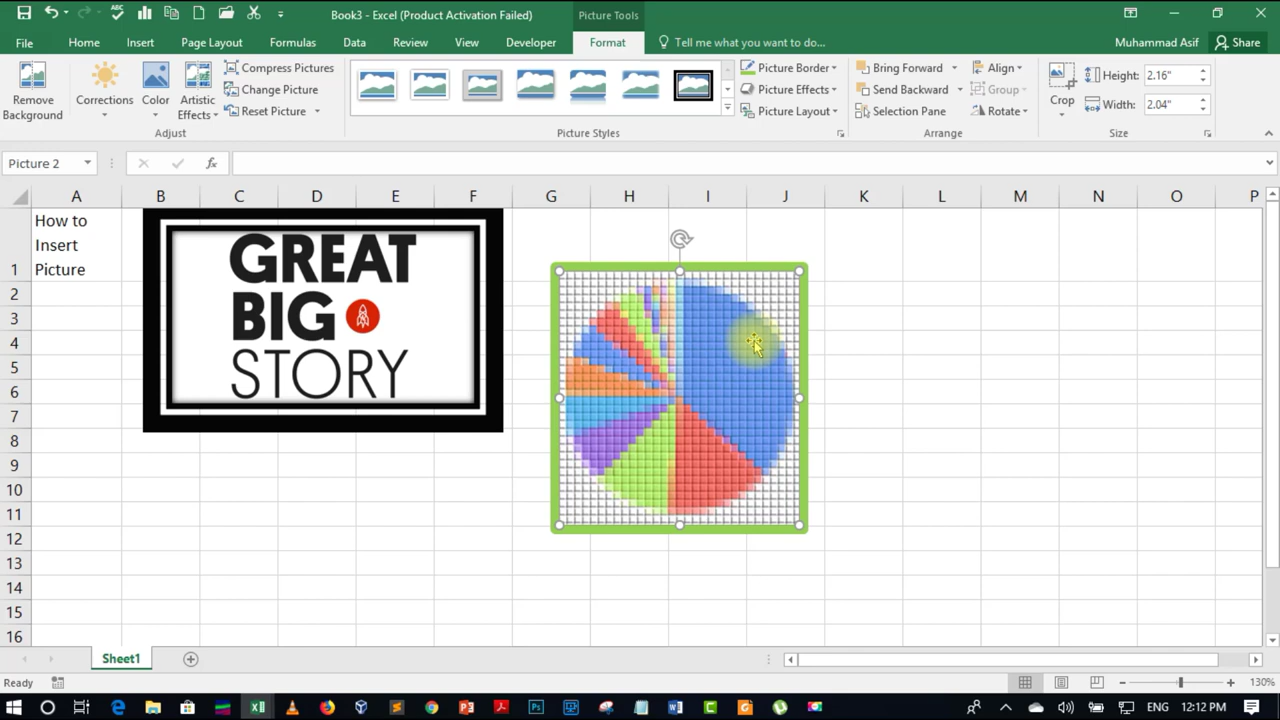 Book3 - Excel (Product Activation Failed)
Picture Tools
File
Home
Insert
Page Layout
Formulas
Data
Review
View
Developer
Format
Tell me what you want to do...
Muhammad Asif
Share
Remove Background
Corrections
Color
Artistic Effects
Compress Pictures
Change Picture
Reset Picture
Adjust
Picture Styles
Picture Border
Picture Effects
Picture Layout
Bring Forward
Send Backward
Selection Pane
Align
Group
Rotate
Arrange
Crop
Height: 2.16"
Width: 2.04"
Size
Picture 2
fx
A B C D E F G H I J K L M N O P
How to
Insert
Picture
GREAT
BIG
STORY
1
2
3
4
5
6
7
8
9
10
11
12
13
14
15
16
Sheet1
Ready
130%
ENG
12:12 PM